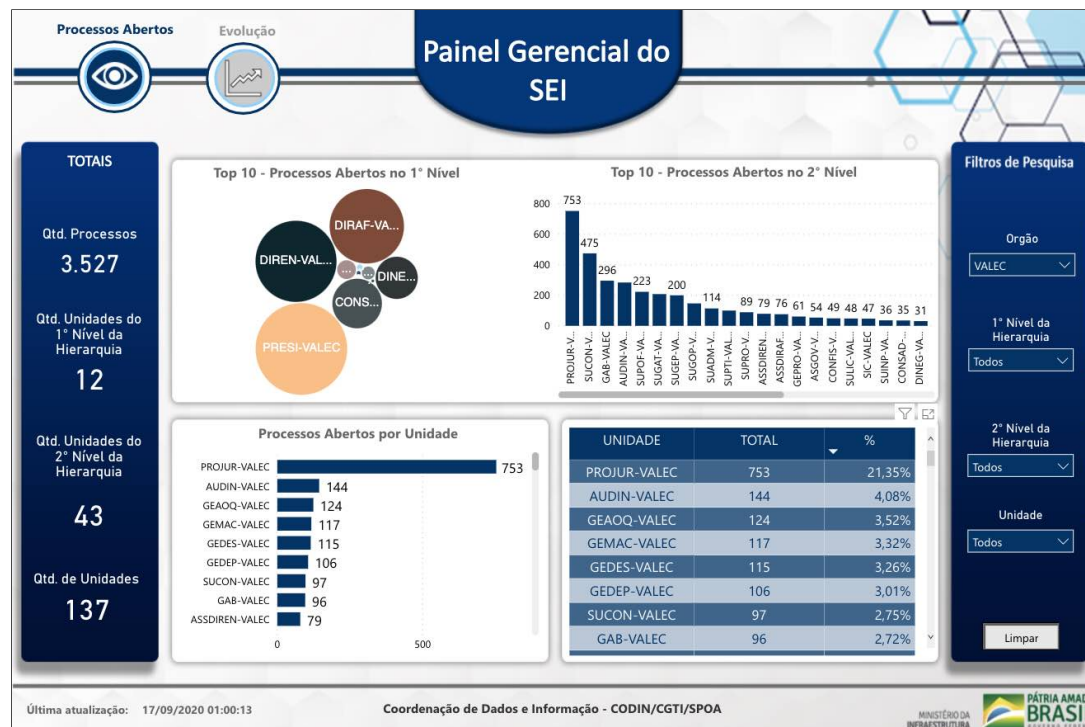 Processos Abertos
Evolução
Painel Gerencial do
SEI
TOTAIS
Qtd. Processos
3.527
Qtd. Unidades do
1° Nível da
Hierarquia
12
Qtd. Unidades do
2° Nível da
Hierarquia
43
Qtd. de Unidades
137
Top 10 - Processos Abertos no 1° Nível
DIRAF-VA...
DIREN-VAL...
...
...
DINE...
CONS...
PRESI-VALEC
Top 10 - Processos Abertos no 2° Nível
800
600
400
200
0
753
475
296
223
200
114
89
79
76
61
54
49
48
47
36
35
31
PROJUR-V...
SUCON-V...
GAB-VALEC
AUDIN-VA...
SUPOF-VA...
SUGAT-VA...
SUGEP-VA...
SUGOP-V...
SUADM-V...
SUPTI-VAL...
SUPRO-V...
ASSDIREN...
ASSDIRAF...
GEPRO-VA...
ASGOV-V...
CONFIS-V...
SULIC-VAL...
SIC-VALEC
SUINP-VA...
CONSAD-...
DINEG-VA...
Processos Abertos por Unidade
PROJUR-VALEC 753
AUDIN-VALEC 144
GEAOQ-VALEC 124
GEMAC-VALEC 117
GEDES-VALEC 115
GEDEP-VALEC 106
SUCON-VALEC 97
GAB-VALEC 96
ASSDIREN-VALEC 79
0 500
UNIDADE TOTAL %
PROJUR-VALEC 753 21,35%
AUDIN-VALEC 144 4,08%
GEAOQ-VALEC 124 3,52%
GEMAC-VALEC 117 3,32%
GEDES-VALEC 115 3,26%
GEDEP-VALEC 106 3,01%
SUCON-VALEC 97 2,75%
GAB-VALEC 96 2,72%
Filtros de Pesquisa
Orgão
VALEC
1° Nível da
Hierarquia
Todos
2° Nível da
Hierarquia
Todos
Unidade
Todos
Limpar
Última atualização: 17/09/2020 01:00:13
Coordenação de Dados e Informação - CODIN/CGTI/SPOA
MINISTÉRIO DA
INFRAESTRUTURA
PÁTRIA AMAD
BRASI